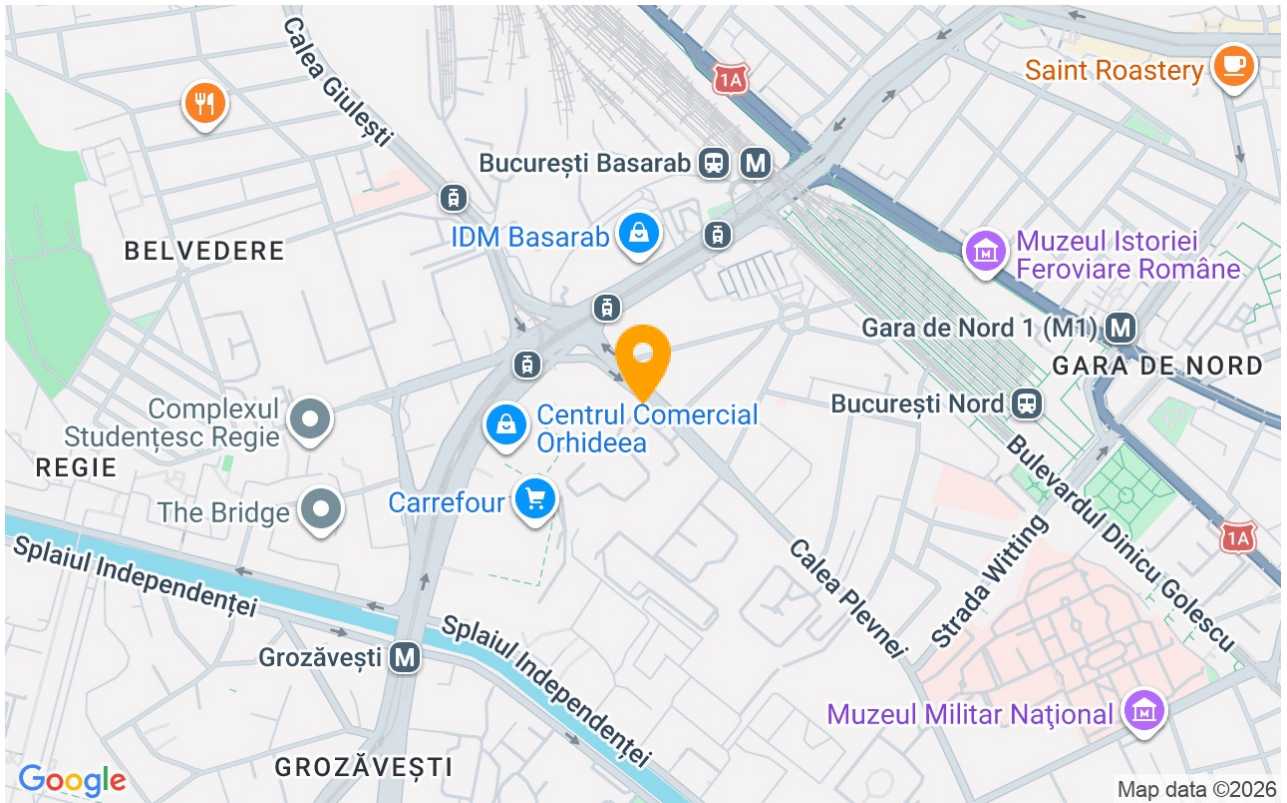 Calea Giulești
1A
Saint Roastery
București Basarab
M
IDM Basarab
BELVEDERE
Muzeul Istoriei
Feroviare Române
M
Gara de Nord 1 (M1)
M
GARA DE NORD
București Nord
Complexul
Studențesc Regie
Centrul Comercial
Orhideea
REGIE
The Bridge
Carrefour
Bulevardul Dinicu Golescu
1A
Splaiul Independenței
Calea Plevnei
Strada Witting
Splaiul Independenței
Grozăvești
M
Muzeul Militar Naţional
M
GROZĂVEȘTI
Google
Map data ©2026